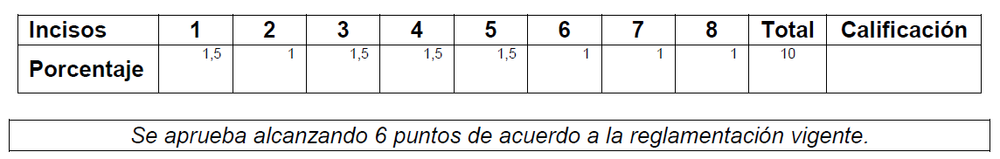 Incisos 1 2 3 4 5 6 7 8 Total Calificación
Porcentaje 1,5 1 1,5 1,5 1,5 1 1 1 10
Se aprueba alcanzando 6 puntos de acuerdo a la reglamentación vigente.